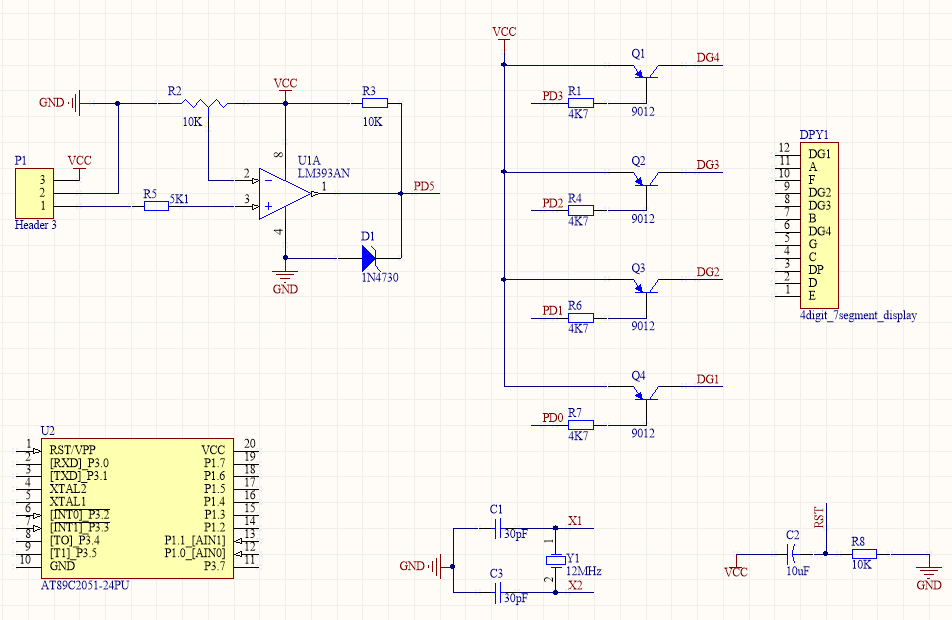 GND
R2
10K
VCC
R3
10K
P1
VCC
3
2
1
Header 3
R5
5K1
8
U1A
LM393AN
2
3
1
4
PD5
D1
1N4730
GND
VCC
Q1
DG4
PD3
R1
4K7
9012
Q2
DG3
PD2
R4
4K7
9012
Q3
DG2
PD1
R6
4K7
9012
Q4
DG1
PD0
R7
4K7
9012
DPY1
12 DG1
11 A
10 F
9 DG2
8 DG3
7 B
6 DG4
5 G
4 C
3 DP
2 D
1 E
4digit_7segment_display
U2
1 RST/VPP VCC 20
2 [RXD]_P3.0 P1.7 19
3 [TXD]_P3.1 P1.6 18
4 XTAL2 P1.5 17
5 XTAL1 P1.4 16
6 [INT0]_P3.2 P1.3 15
7 [INT1]_P3.3 P1.2 14
8 [TO]_P3.4 P1.1_[AIN1] 13
9 [T1]_P3.5 P1.0_[AIN0] 12
10 GND P3.7 11
AT89C2051-24PU
C1
30pF
X1
GND
1
Y1
12MHz
2
C3
30pF
X2
RST
C2
10uF
VCC
R8
10K
GND